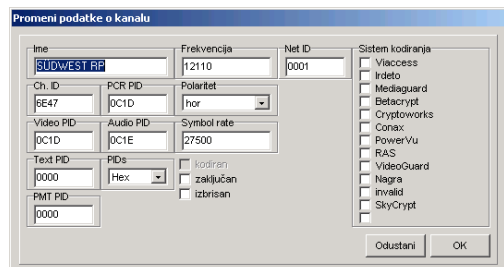 Promeni podatke o kanalu
Ime
SÜDWEST RP
Frekvencija
12110
Net ID
0001
Sistem kodiranja
Viaccess
Irdeto
Mediaguard
Betacrypt
Cryptoworks
Conax
PowerVu
RAS
VideoGuard
Nagra
invalid
SkyCrypt
Ch. ID
6E47
PCR PID
0C1D
Polaritet
hor
Video PID
0C1D
Audio PID
0C1E
Symbol rate
27500
Text PID
0000
PIDs
Hex
kodiran
zaključan
izbrisan
PMT PID
0000
Odustani
OK